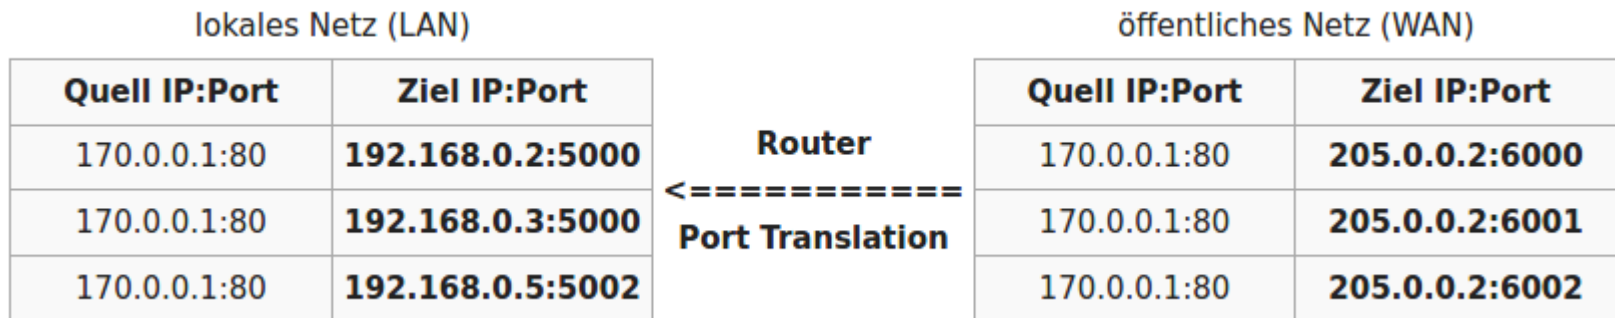 lokales Netz (LAN)
Quell IP:Port Ziel IP:Port
170.0.0.1:80 192.168.0.2:5000
170.0.0.1:80 192.168.0.3:5000
170.0.0.1:80 192.168.0.5:5002
Router
<============
Port Translation
öffentliches Netz (WAN)
Quell IP:Port Ziel IP:Port
170.0.0.1:80 205.0.0.2:6000
170.0.0.1:80 205.0.0.2:6001
170.0.0.1:80 205.0.0.2:6002